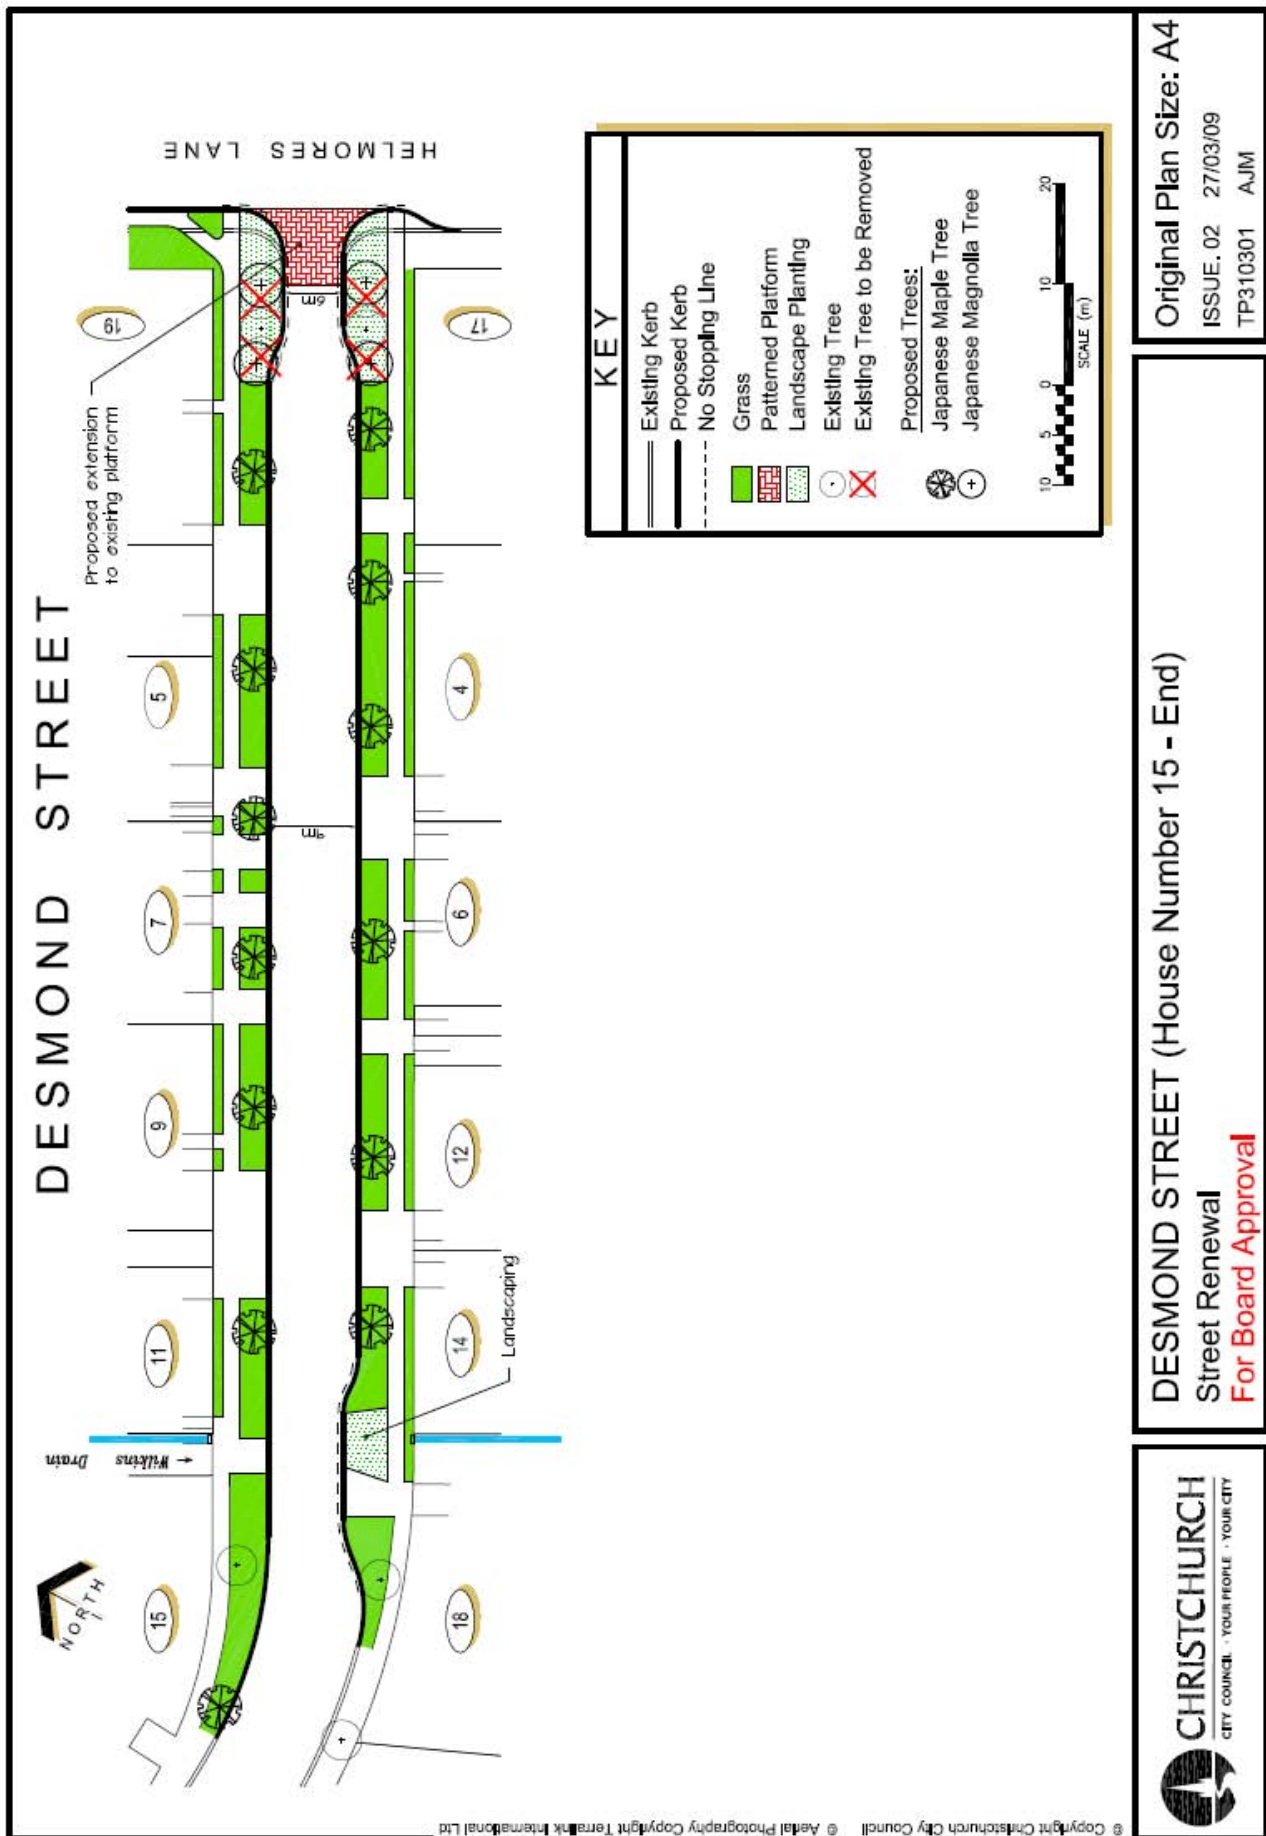 DESMOND STREET
HELMORES LANE
Proposed extension
to existing platform
19
17
6m
5
4
7
6
9m
9
12
11
14
Landscaping
Wilkins Drain
15
18
NORTH
KEY
Existing Kerb
Proposed Kerb
No Stopping Line
Grass
Patterned Platform
Landscape Planting
Existing Tree
Existing Tree to be Removed
Proposed Trees:
Japanese Maple Tree
Japanese Magnolia Tree
10 5 0 10 20
SCALE (m)
CHRISTCHURCH
CITY COUNCIL · YOUR PEOPLE · YOUR CITY
DESMOND STREET (House Number 15 - End)
Street Renewal
For Board Approval
Original Plan Size: A4
ISSUE. 02 27/03/09
TP310301 AJM
© Copyright Christchurch City Council © Aerial Photography Copyright Terralink International Ltd